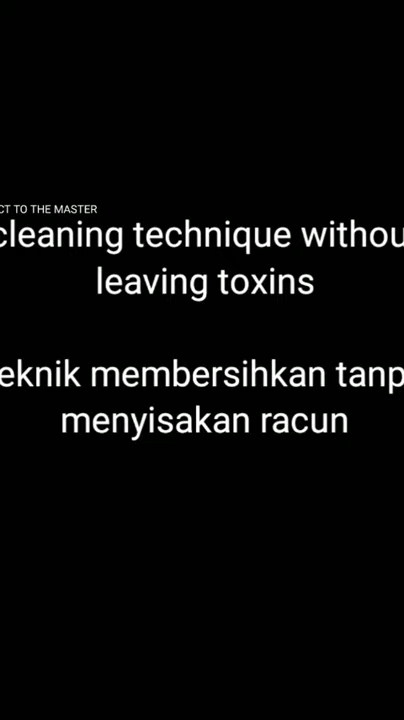 CT TO THE MASTER
cleaning technique withou
leaving toxins
eknik membersihkan tanp
menyisakan racun